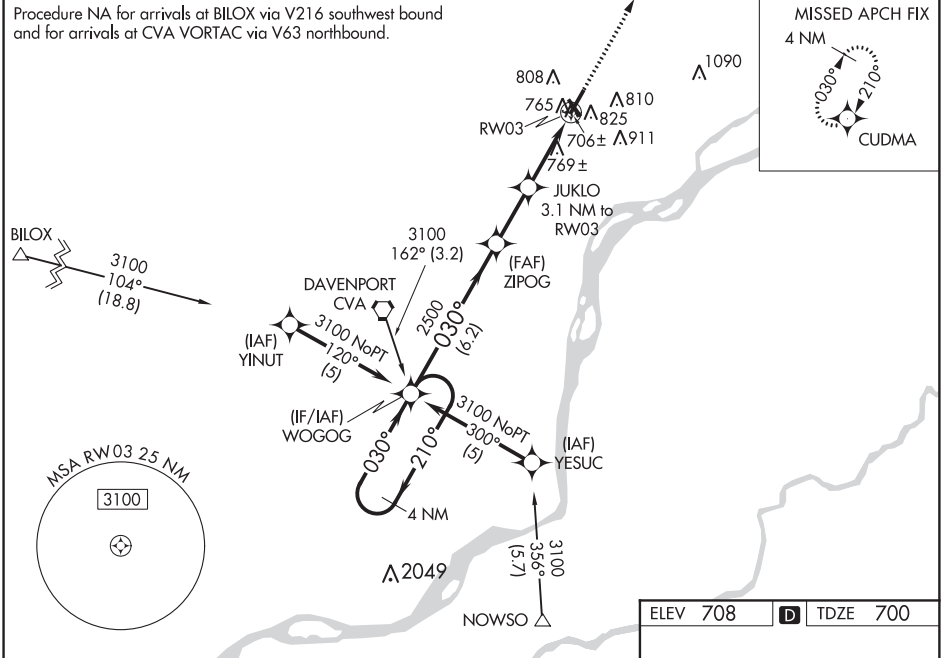 Procedure NA for arrivals at BILOX via V216 southwest bound
and for arrivals at CVA VORTAC via V63 northbound.
MISSED APCH FIX
4 NM
030°
210°
CUDMA
1090
808
765
810
825
RW03
706±
911
769±
JUKLO
3.1 NM to
RW03
BILOX
3100
104°
(18.8)
3100
162° (3.2)
(FAF)
ZIPOG
DAVENPORT
CVA
2500
030°
(6.2)
(IAF)
YINUT
3100 NoPT
120°
(5)
(IF/IAF)
WOGOG
3100 NoPT
300°
(5)
(IAF)
YESUC
030°
210°
4 NM
MSA RW03 25 NM
3100
2049
3100
356°
(5.7)
NOWSO
ELEV 708 D TDZE 700